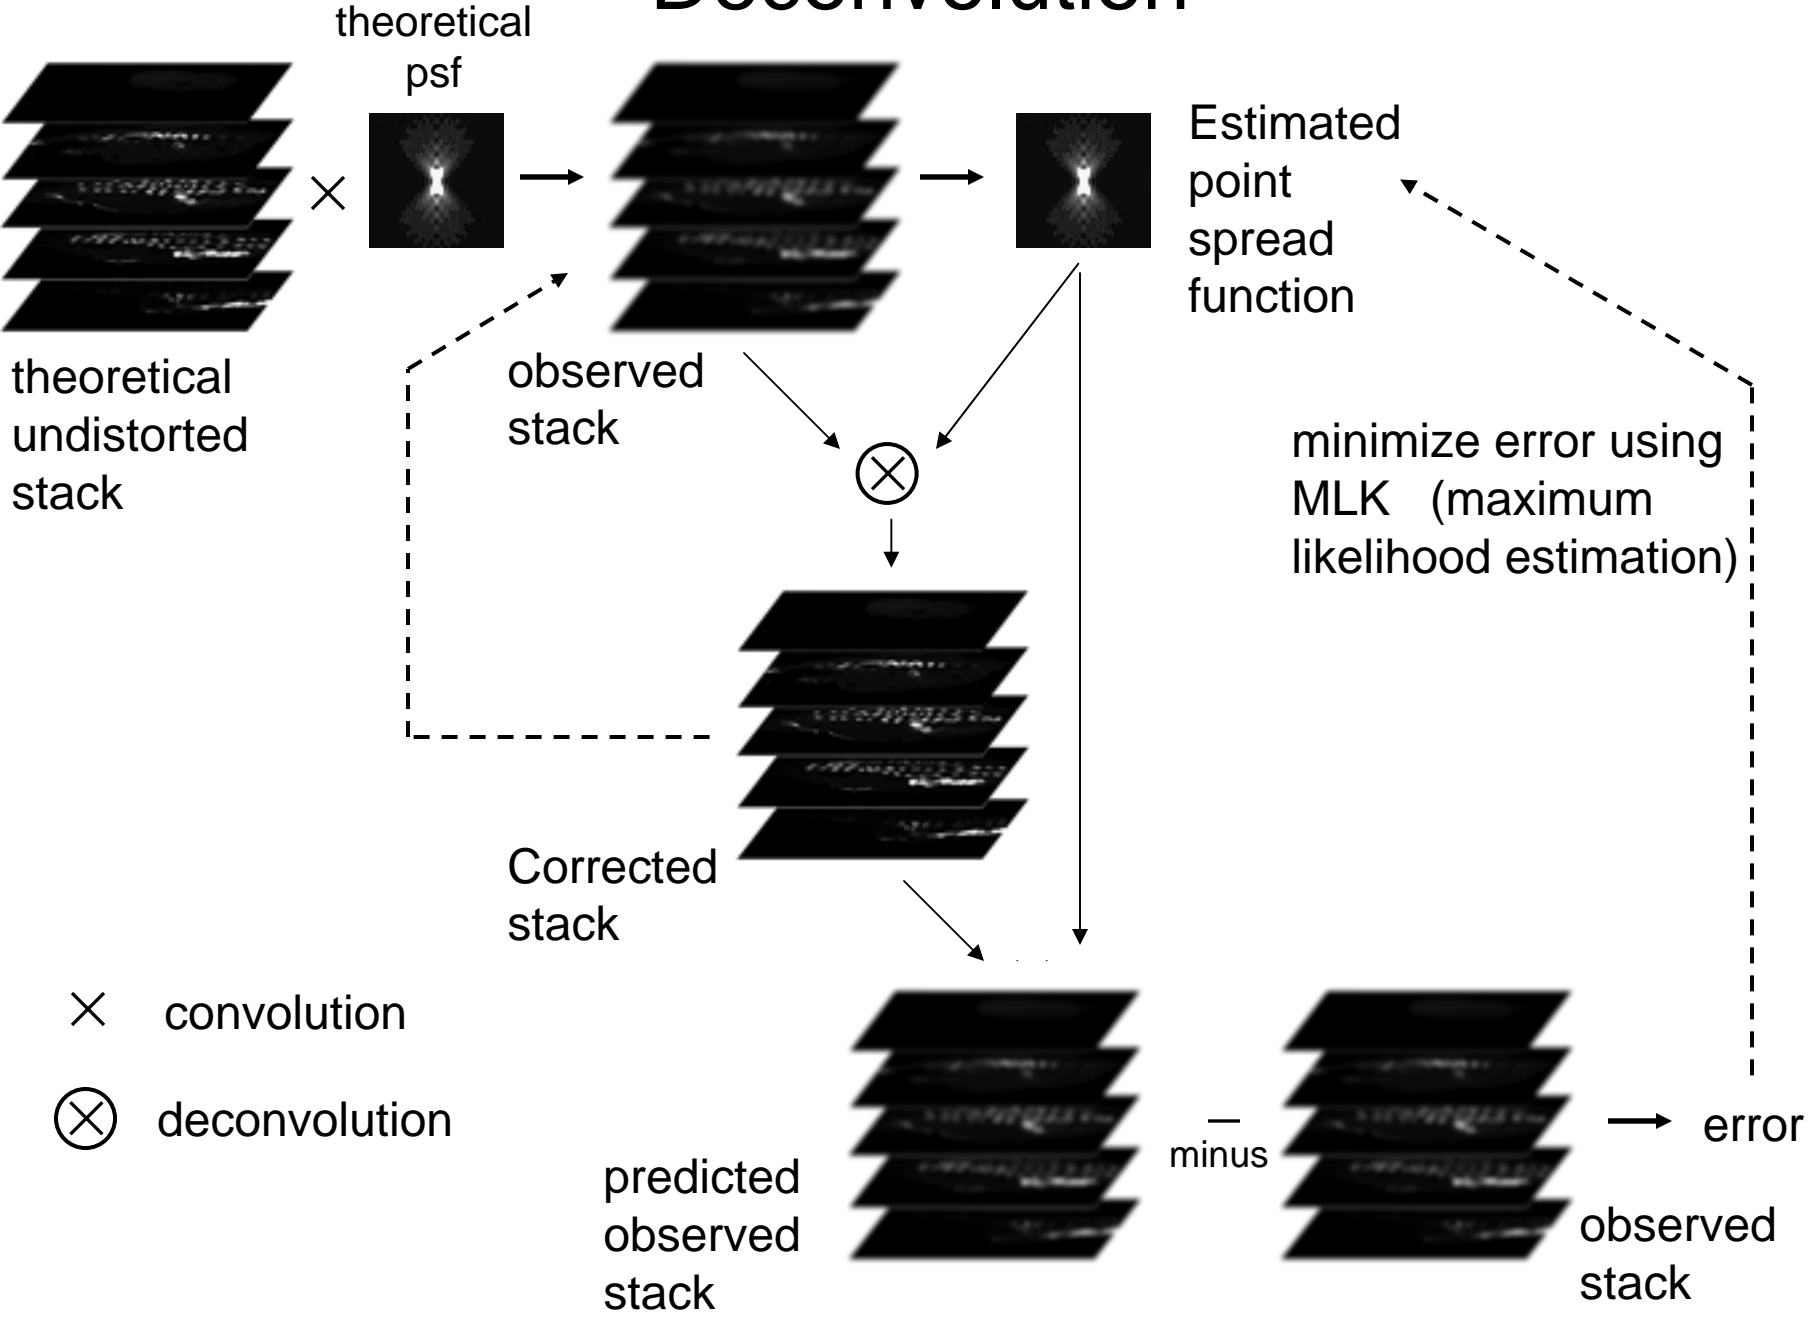 Deconvolution
theoretical
psf
Estimated
point
spread
function
theoretical
undistorted
stack
observed
stack
minimize error using
MLK (maximum
likelihood estimation)
Corrected
stack
convolution
deconvolution
minus
error
predicted
observed
stack
observed
stack